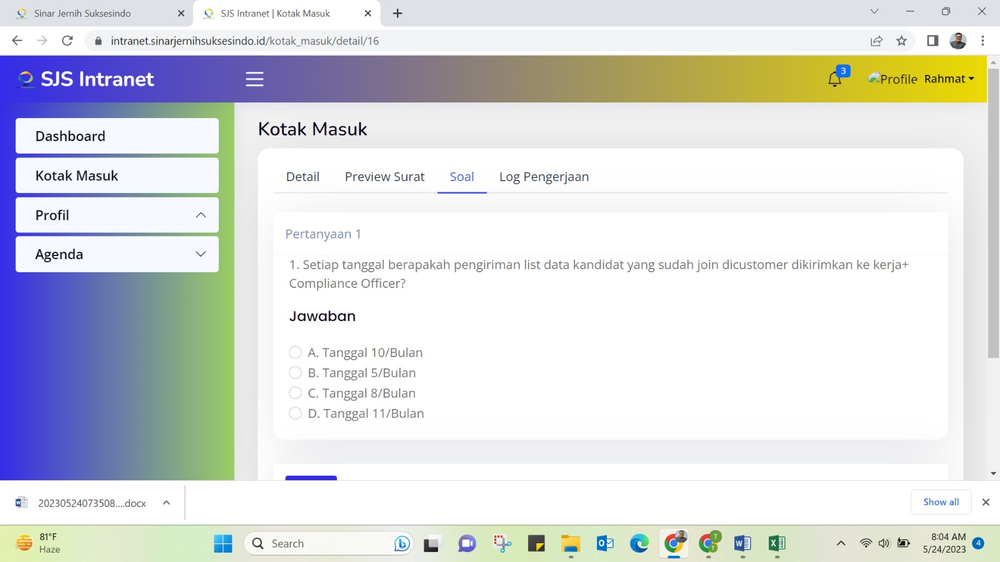 Sinar Jernih Suksesindo
SJS Intranet | Kotak Masuk
intranet.sinarjernihsuksesindo.id/kotak_masuk/detail/16
SJS Intranet
3
Profile Rahmat
Dashboard
Kotak Masuk
Profil
Agenda
Kotak Masuk
Detail Preview Surat Soal Log Pengerjaan
Pertanyaan 1
1. Setiap tanggal berapakah pengiriman list data kandidat yang sudah join dicustomer dikirimkan ke kerja+
Compliance Officer?
Jawaban
A. Tanggal 10/Bulan
B. Tanggal 5/Bulan
C. Tanggal 8/Bulan
D. Tanggal 11/Bulan
20230524073508....docx
Show all
81°F
Haze
Search
8:04 AM
5/24/2023
4